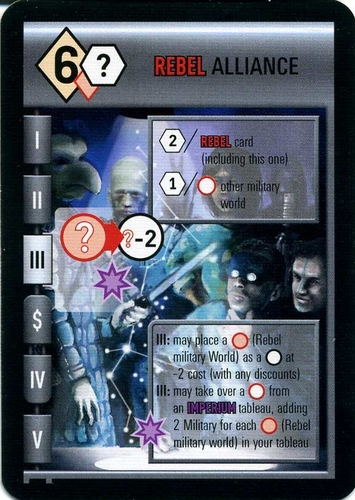 6 ?
REBEL ALLIANCE
I
2 / REBEL card
(including this one)
II
1 / other military
world
III
? ?-2
$
III: may place a (Rebel
military World) as a at
-2 cost (with any discounts)
IV
III: may take over a from
an IMPERIUM tableau, adding
2 Military for each (Rebel
V
military world) in your tableau